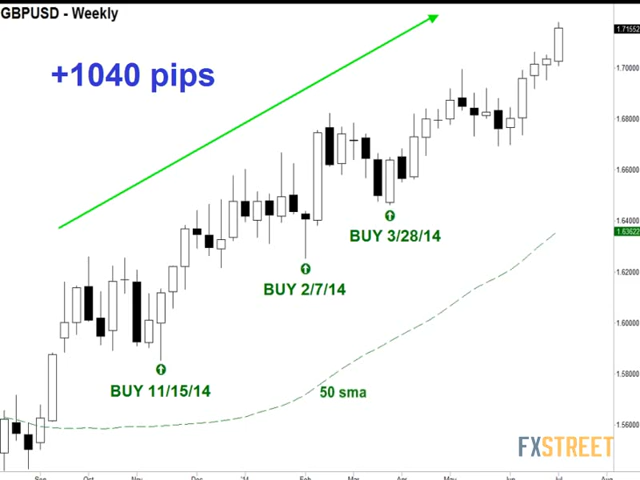 GBPUSD - Weekly
+1040 pips
1.71552
1.70000
1.68000
1.66000
BUY 3/28/14
1.64000
1.63622
BUY 2/7/14
1.62000
1.60000
BUY 11/15/14
50 sma
1.58000
1.56000
FXSTREET
Sep Oct Nov Dec '14 Feb Mar Apr May Jun Jul Aug